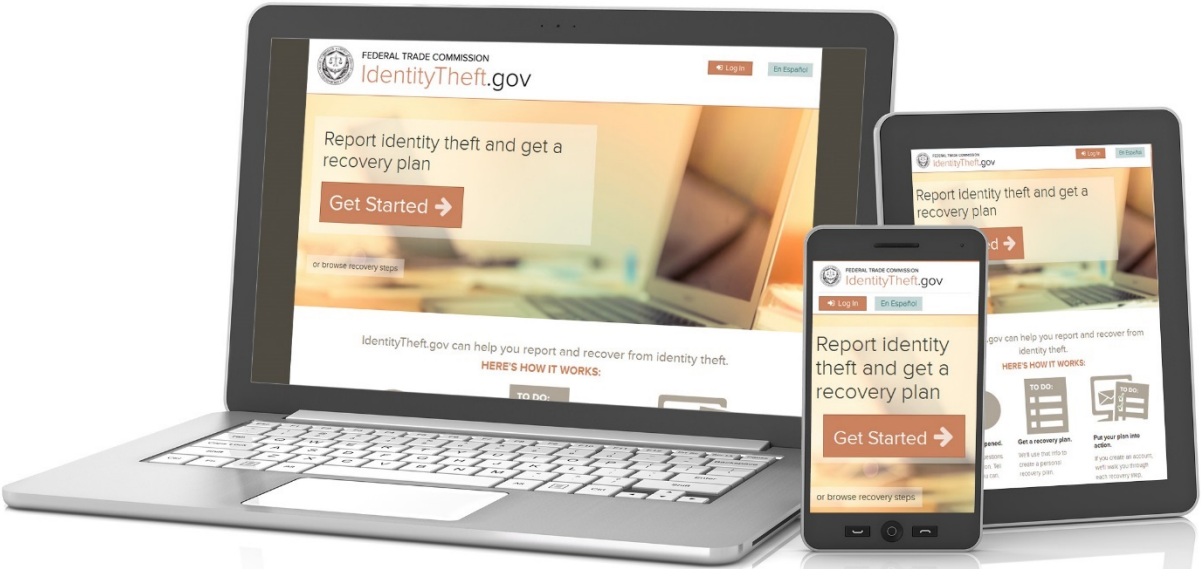 FEDERAL TRADE COMMISSION
IdentityTheft.gov
Log In
En Español
Report identity theft and get a
recovery plan
Get Started
or browse recovery steps
IdentityTheft.gov can help you report and recover from identity theft.
HERE'S HOW IT WORKS:
TO DO:
FEDERAL TRADE COMMISSION
IdentityTheft.gov
Log In
En Español
Report identity
theft and get a
recovery plan
Get Started
or browse recovery steps
FEDERAL TRADE COMMISSION
IdentityTheft.gov
Log In
En Español
Report identity theft and get a
recovery plan
.gov can help you report and recover from
identity theft.
HERE'S HOW IT WORKS:
TO DO:
TO DO:
Get a recovery plan.
We'll use that info to
create a personal
recovery plan.
Put your plan into
action.
If you create an account,
we'll walk you through
each recovery step.